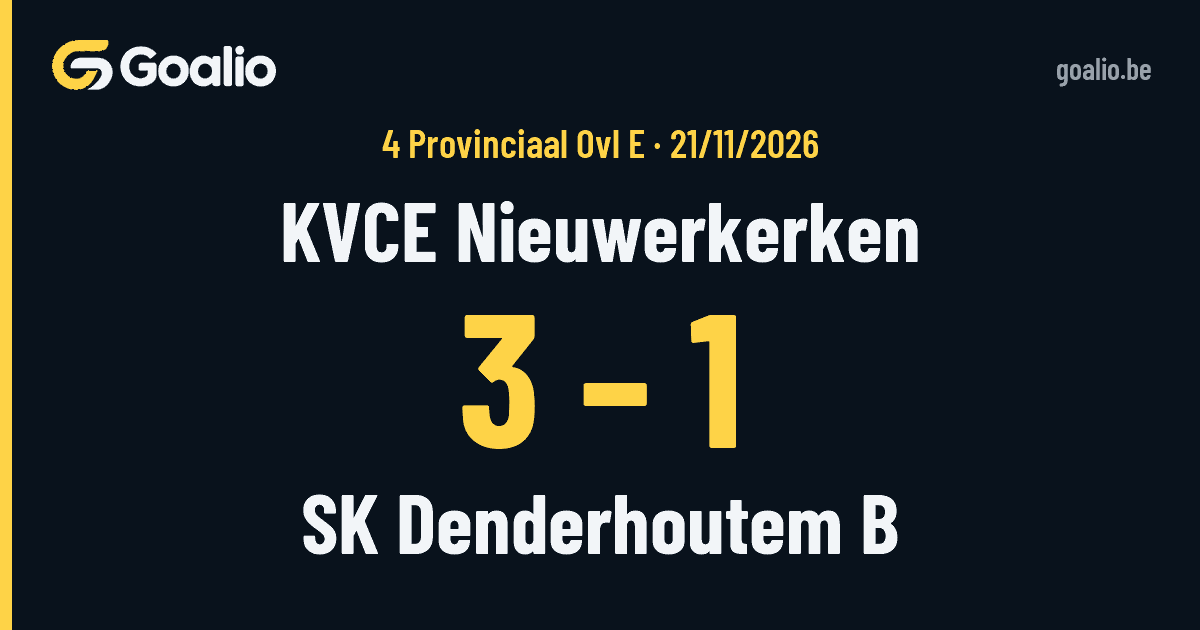 Goalio
goalio.be
4 Provinciaal Ovl E · 21/11/2026
KVCE Nieuwerkerken
3 – 1
SK Denderhoutem B